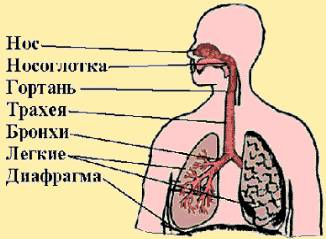 Нос
Носоглотка
Гортань
Трахея
Бронхи
Легкие
Диафрагма